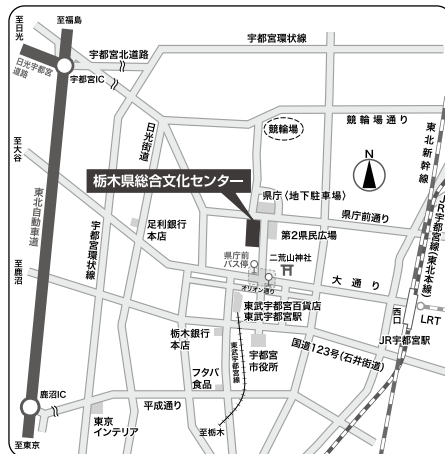 至福島
至日光
宇都宮北道路
宇都宮環状線
日光宇都宮
道路
宇都宮IC
日光街道
競輪場
競輪場通り
東北新幹線
至大谷
栃木県総合文化センター
N
県庁〈地下駐車場〉
県庁前通り
JR宇都宮線(東北本線)
東北自動車道
宇都宮環状線
足利銀行
本店
第2県民広場
県庁前
バス停
二荒山神社
大通り
至鹿沼
オリオン通り
東武宇都宮百貨店
東武宇都宮駅
西口
LRT
栃木銀行
本店
東武宇都宮線
宇都宮
市役所
国道123号(石井街道)
JR宇都宮駅
フタバ
食品
鹿沼IC
平成通り
東京
インテリア
至栃木
至東京